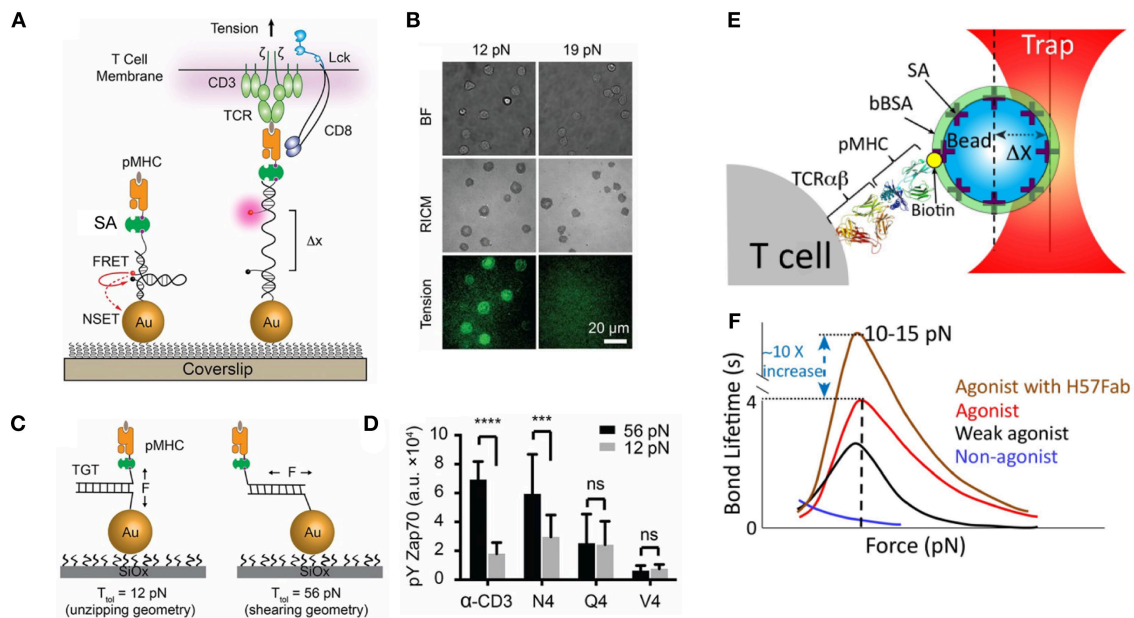 A
Tension
ζ ζ
Lck
T Cell
Membrane
CD3
TCR
CD8
pMHC
SA
Δx
FRET
NSET
Au
Au
Coverslip
B
12 pN 19 pN
BF
RICM
Tension
20 µm
C
pMHC
TGT
F
F
Au
Au
SiOx
SiOx
T_tol = 12 pN
(unzipping geometry)
T_tol = 56 pN
(shearing geometry)
D
**** ***
56 pN
12 pN
ns
ns
pY Zap70 (a.u. ×10⁴)
10
8
6
4
2
0
α-CD3 N4 Q4 V4
E
Trap
SA
bBSA
Bead
pMHC
ΔX
TCRαβ
Biotin
T cell
F
10-15 pN
~10 X
increase
Agonist with H57Fab
Agonist
Weak agonist
Non-agonist
Bond Lifetime (s)
4
0
Force (pN)